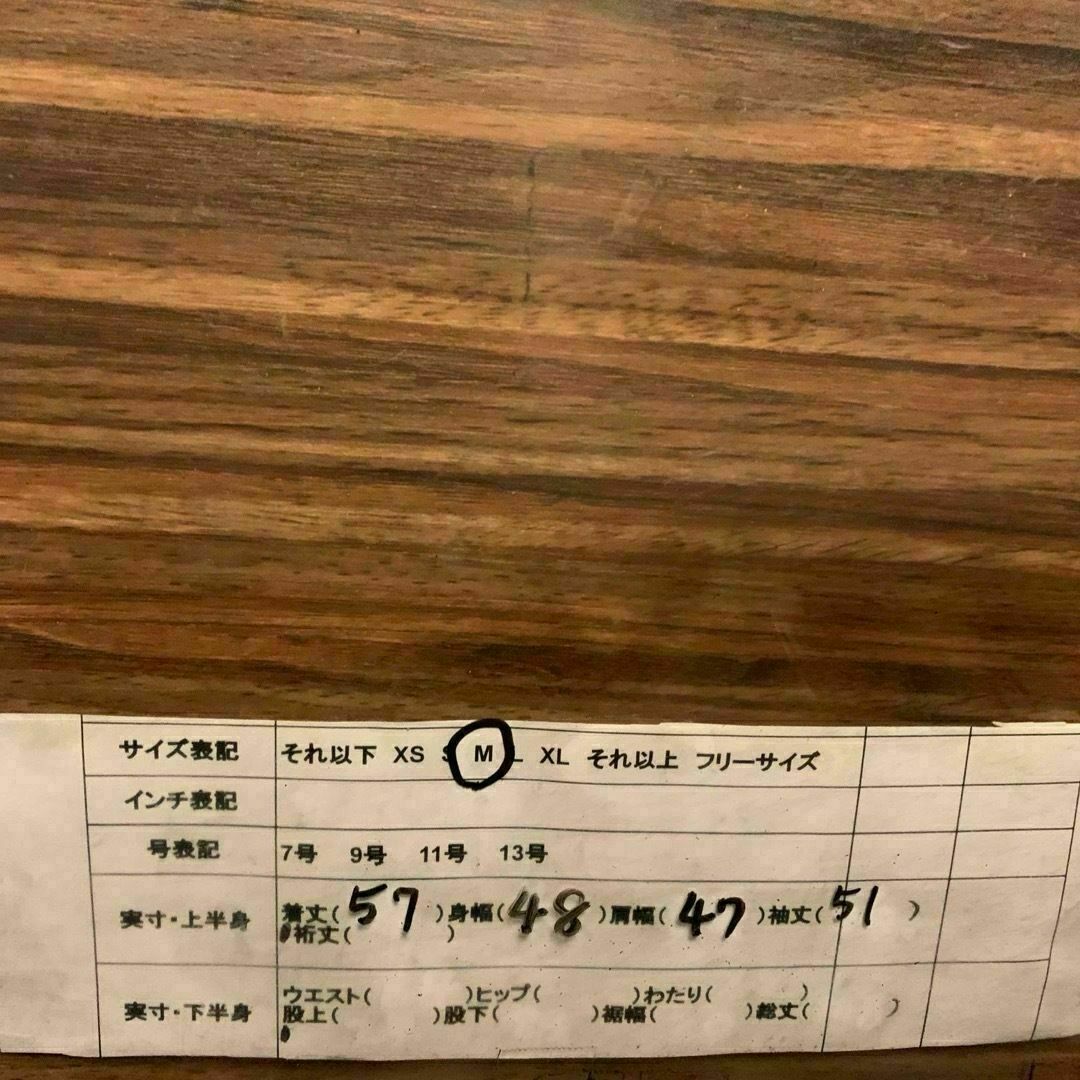 サイズ表記 それ以下 XS S M L XL それ以上 フリーサイズ
インチ表記
号表記 7号 9号 11号 13号
実寸・上半身 着丈(57)身幅(48)肩幅(47)袖丈(51)
裄丈( )
実寸・下半身 ウエスト( )ヒップ( )わたり( )
股上( )股下( )裾幅( )総丈( )